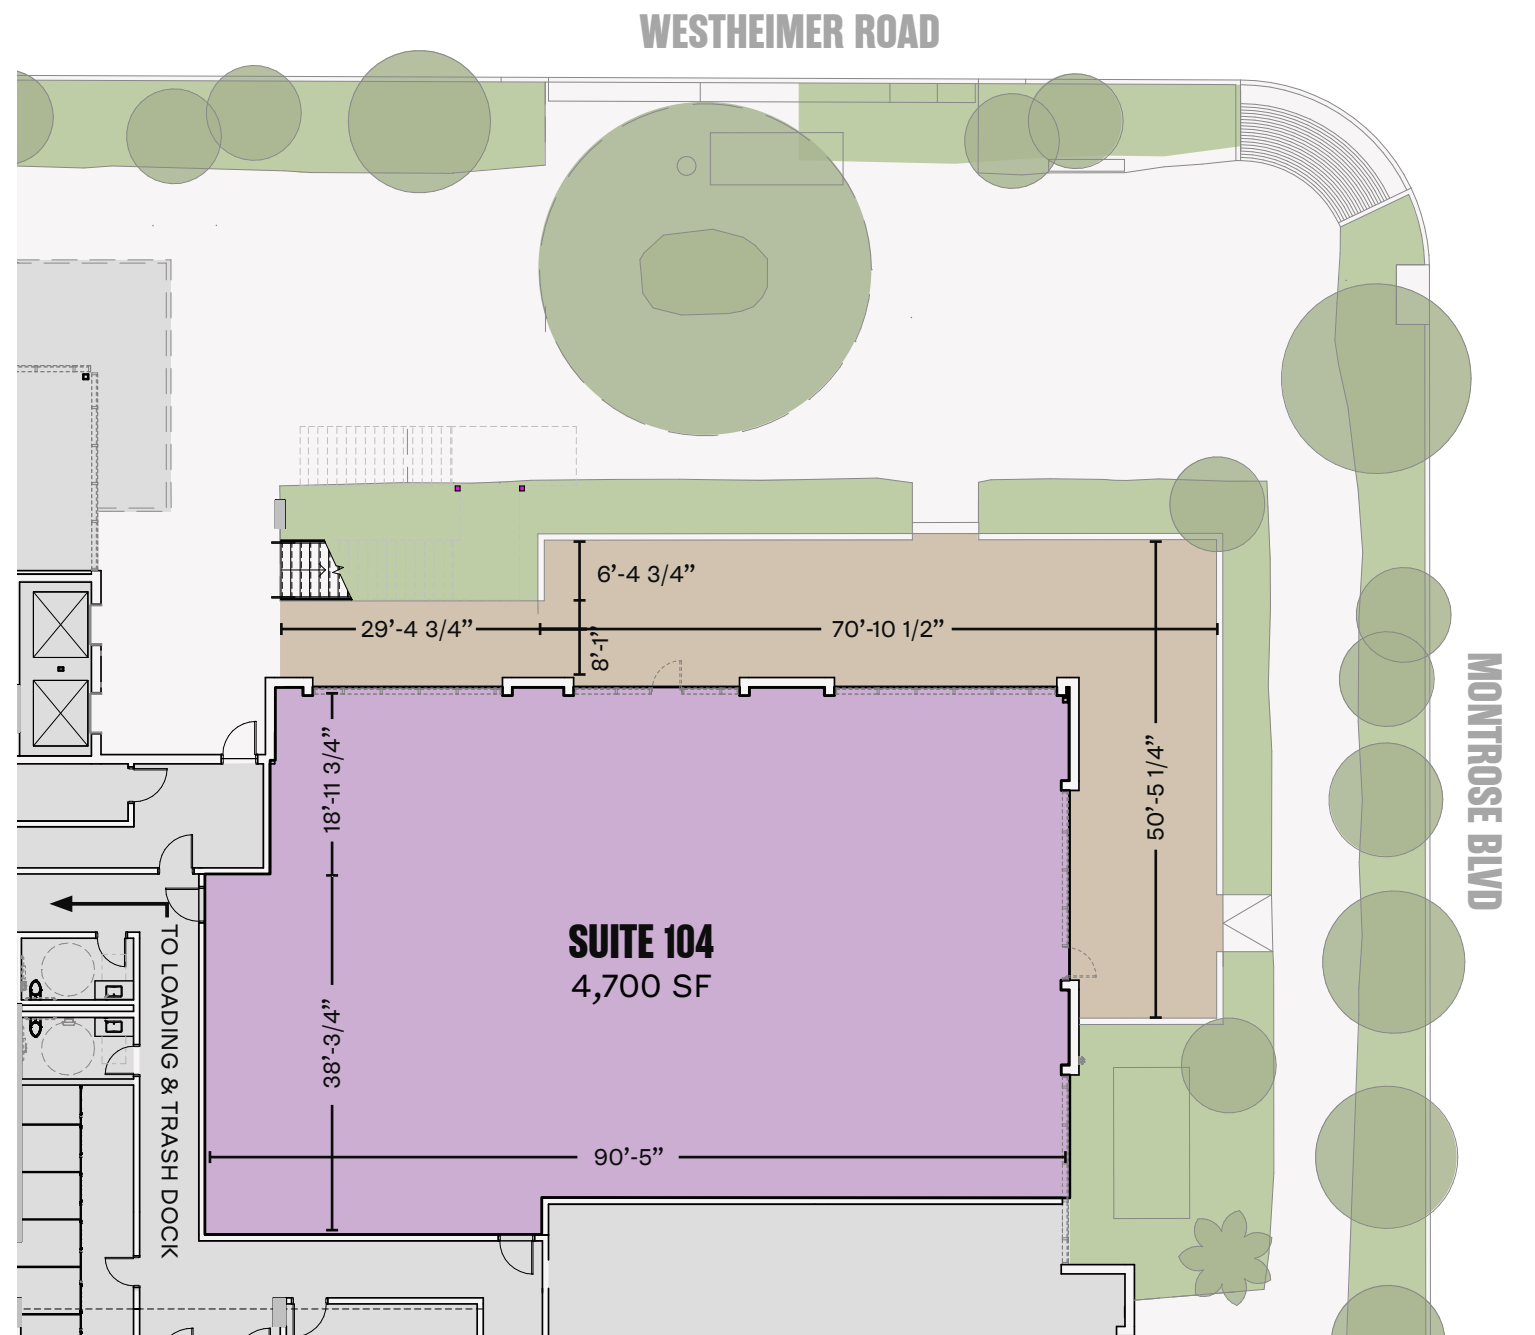 WESTHEIMER ROAD
6’-4 3/4”
29’-4 3/4”
70’-10 1/2”
8’-1”
18’-11 3/4”
50’-5 1/4”
MONTROSE BLVD
SUITE 104
4,700 SF
38’-3/4”
TO LOADING & TRASH DOCK
90’-5”